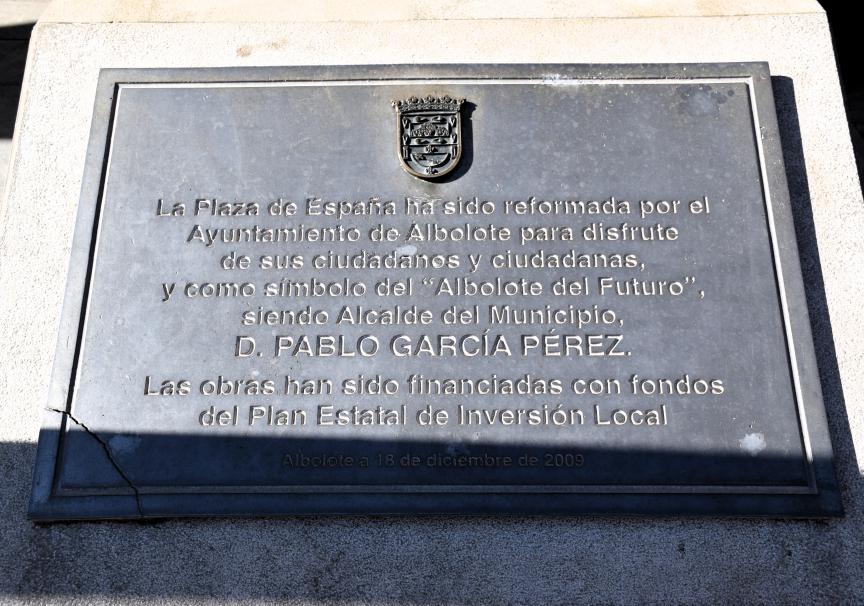 La Plaza de España ha sido reformada por el
Ayuntamiento de Albolote para disfrute
de sus ciudadanos y ciudadanas,
y como símbolo del “Albolote del Futuro”,
siendo Alcalde del Municipio,
D. PABLO GARCÍA PÉREZ.
Las obras han sido financiadas con fondos
del Plan Estatal de Inversión Local
Albolote a 18 de diciembre de 2009